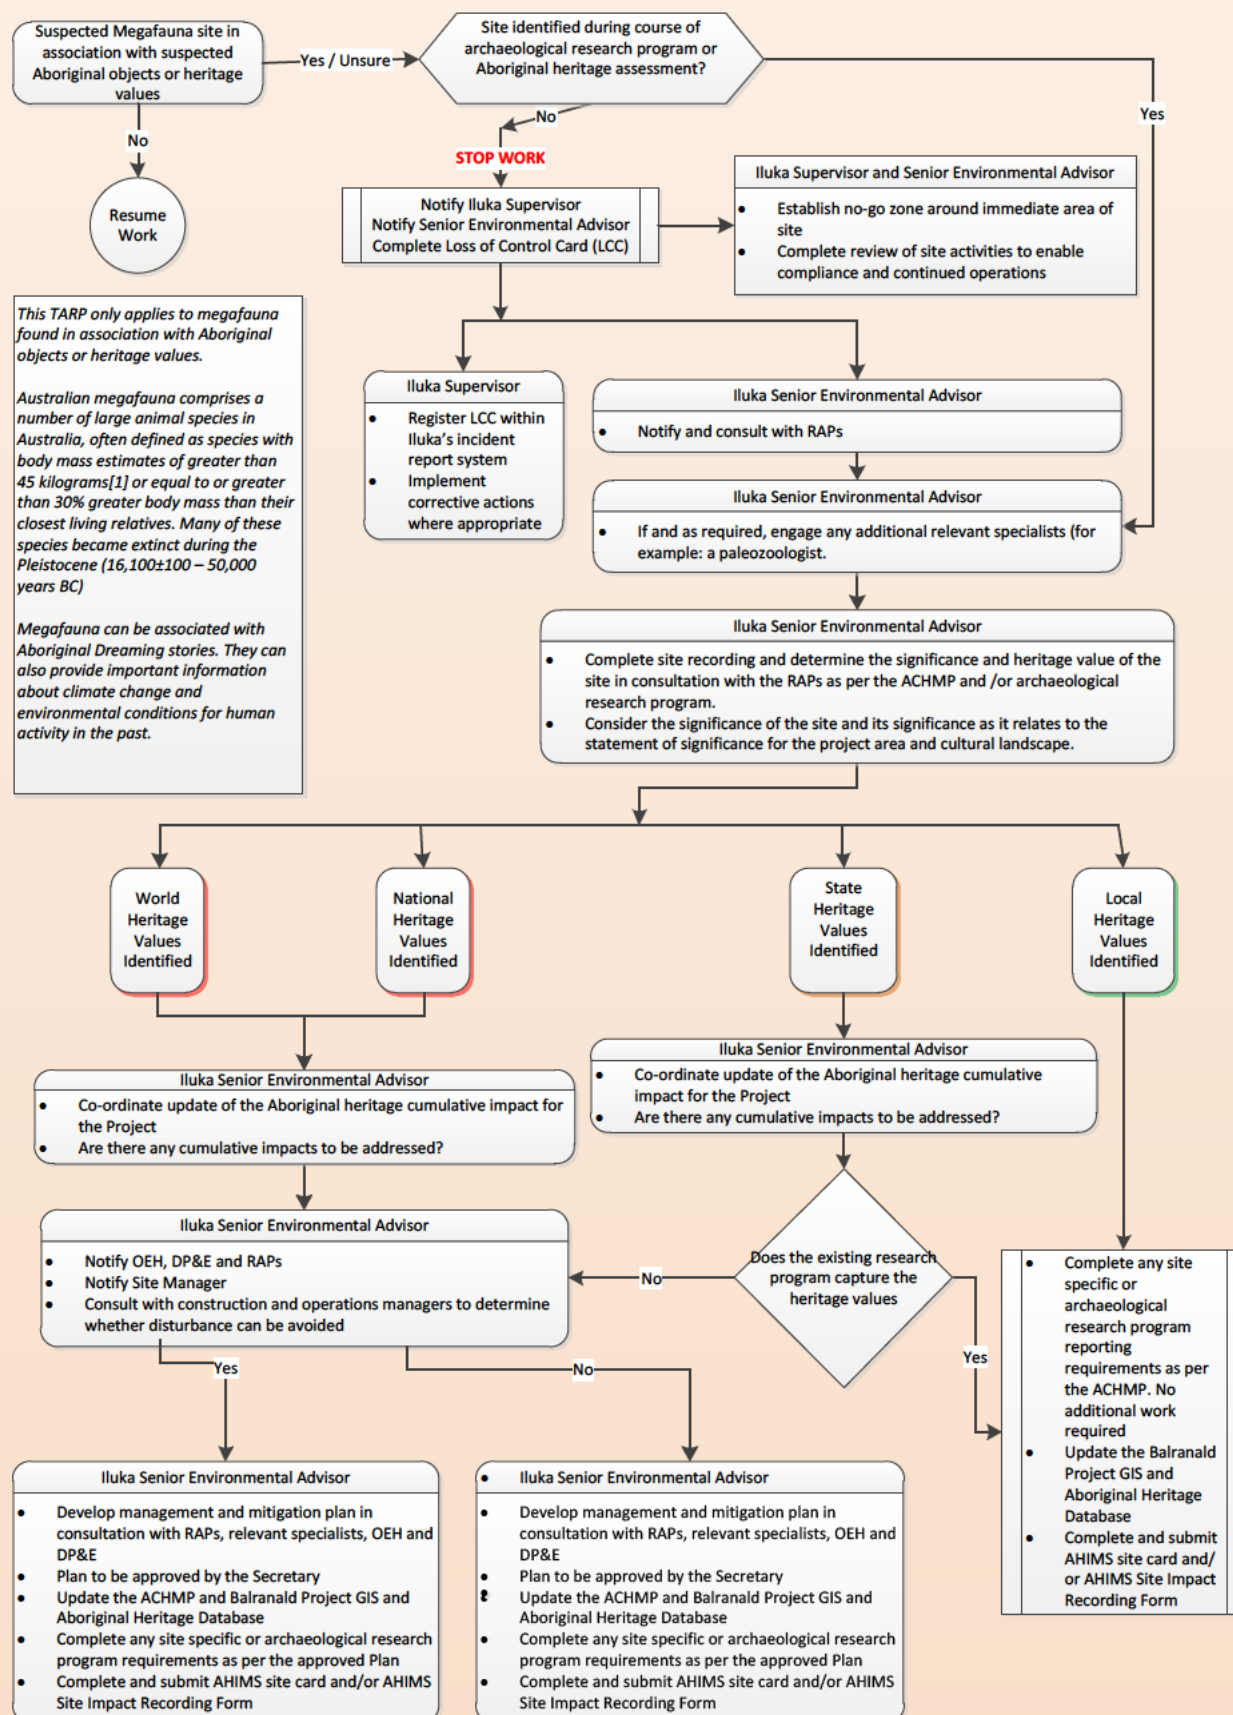 Suspected Megafauna site in
association with suspected
Aboriginal objects or heritage
values
Yes / Unsure
Site identified during course of
archaeological research program or
Aboriginal heritage assessment?
Yes
No
No
STOP WORK
Resume
Work
Notify Iluka Supervisor
Notify Senior Environmental Advisor
Complete Loss of Control Card (LCC)
Iluka Supervisor and Senior Environmental Advisor
• Establish no-go zone around immediate area of
site
• Complete review of site activities to enable
compliance and continued operations
This TARP only applies to megafauna
found in association with Aboriginal
objects or heritage values.
Australian megafauna comprises a
number of large animal species in
Australia, often defined as species with
body mass estimates of greater than
45 kilograms[1] or equal to or greater
than 30% greater body mass than their
closest living relatives. Many of these
species became extinct during the
Pleistocene (16,100±100 – 50,000
years BC)
Megafauna can be associated with
Aboriginal Dreaming stories. They can
also provide important information
about climate change and
environmental conditions for human
activity in the past.
Iluka Supervisor
• Register LCC within
Iluka's incident
report system
• Implement
corrective actions
where appropriate
Iluka Senior Environmental Advisor
• Notify and consult with RAPs
Iluka Senior Environmental Advisor
• If and as required, engage any additional relevant specialists (for
example: a paleozoologist.
Iluka Senior Environmental Advisor
• Complete site recording and determine the significance and heritage value of the
site in consultation with the RAPs as per the ACHMP and /or archaeological
research program.
• Consider the significance of the site and its significance as it relates to the
statement of significance for the project area and cultural landscape.
World
Heritage
Values
Identified
National
Heritage
Values
Identified
State
Heritage
Values
Identified
Local
Heritage
Values
Identified
Iluka Senior Environmental Advisor
• Co-ordinate update of the Aboriginal heritage cumulative impact for
the Project
• Are there any cumulative impacts to be addressed?
Iluka Senior Environmental Advisor
• Co-ordinate update of the Aboriginal heritage cumulative
impact for the Project
• Are there any cumulative impacts to be addressed?
Iluka Senior Environmental Advisor
• Notify OEH, DP&E and RAPs
• Notify Site Manager
• Consult with construction and operations managers to determine
whether disturbance can be avoided
No
Does the existing research
program capture the
heritage values
Yes
• Complete any site
specific or
archaeological
research program
reporting
requirements as per
the ACHMP. No
additional work
required
• Update the Balranald
Project GIS and
Aboriginal Heritage
Database
• Complete and submit
AHIMS site card and/
or AHIMS Site Impact
Recording Form
Yes
No
Iluka Senior Environmental Advisor
• Develop management and mitigation plan in
consultation with RAPs, relevant specialists, OEH and
DP&E
• Plan to be approved by the Secretary
• Update the ACHMP and Balranald Project GIS and
Aboriginal Heritage Database
• Complete any site specific or archaeological research
program requirements as per the approved Plan
• Complete and submit AHIMS site card and/or AHIMS
Site Impact Recording Form
• Iluka Senior Environmental Advisor
• Develop management and mitigation plan in
consultation with RAPs, relevant specialists, OEH and
DP&E
• Plan to be approved by the Secretary
• Update the ACHMP and Balranald Project GIS and
Aboriginal Heritage Database
• Complete any site specific or archaeological research
program requirements as per the approved Plan
• Complete and submit AHIMS site card and/or AHIMS
Site Impact Recording Form